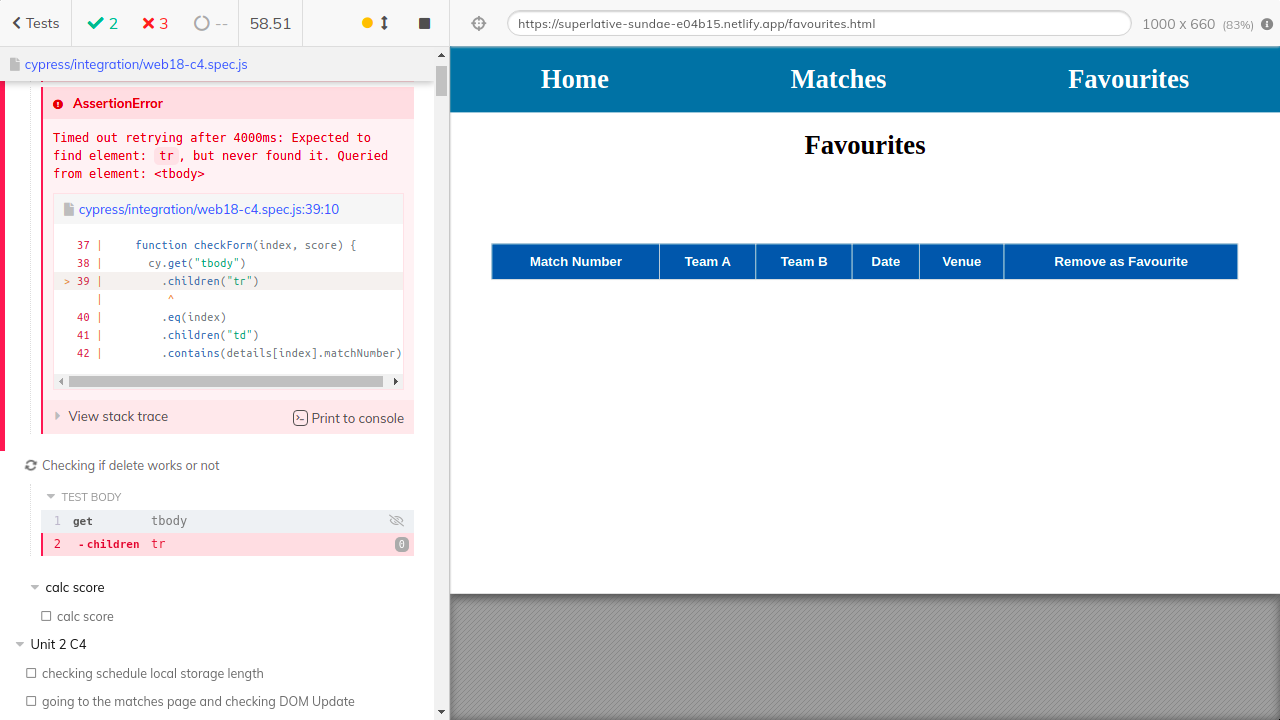 Tests
2
3
--
58.51
https://superlative-sundae-e04b15.netlify.app/favourites.html
1000 x 660 (83%)
cypress/integration/web18-c4.spec.js
AssertionError
Timed out retrying after 4000ms: Expected to
find element: tr, but never found it. Queried
from element: <tbody>
cypress/integration/web18-c4.spec.js:39:10
37 | function checkForm(index, score) {
38 | cy.get("tbody")
> 39 | .children("tr")
| ^
40 | .eq(index)
41 | .children("td")
42 | .contains(details[index].matchNumber)
View stack trace
Print to console
Checking if delete works or not
TEST BODY
1 get tbody
2 - children tr 0
calc score
calc score
Unit 2 C4
checking schedule local storage length
going to the matches page and checking DOM Update
Home Matches Favourites
Favourites
Match Number Team A Team B Date Venue Remove as Favourite